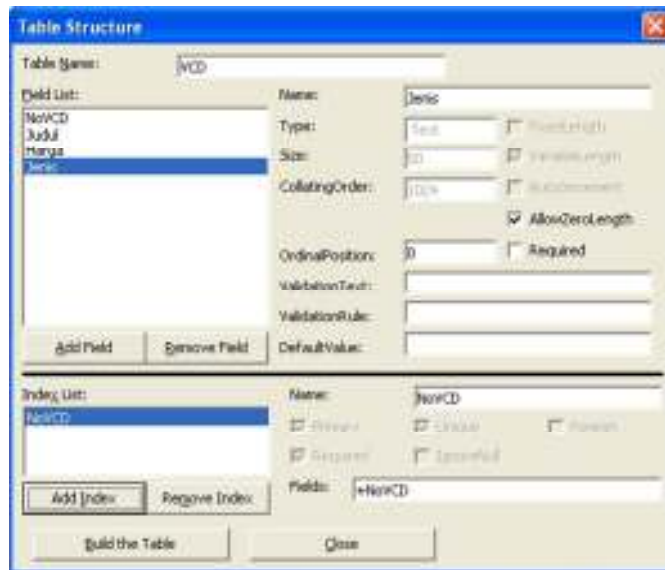 Table Structure
Table Name: VCD
Field List:
NoVCD
Judul
Harga
Jenis
Name: Jenis
Type: Text
FixedLength
Size: 50
VariableLength
CollatingOrder: 1024
AutoIncrement
AllowZeroLength
OrdinalPosition: 0
Required
ValidationText:
ValidationRule:
DefaultValue:
Add Field
Remove Field
Index List:
NoVCD
Name: NoVCD
Primary
Unique
Foreign
Required
IgnoreNull
Fields: +NoVCD
Add Index
Remove Index
Build the Table
Close